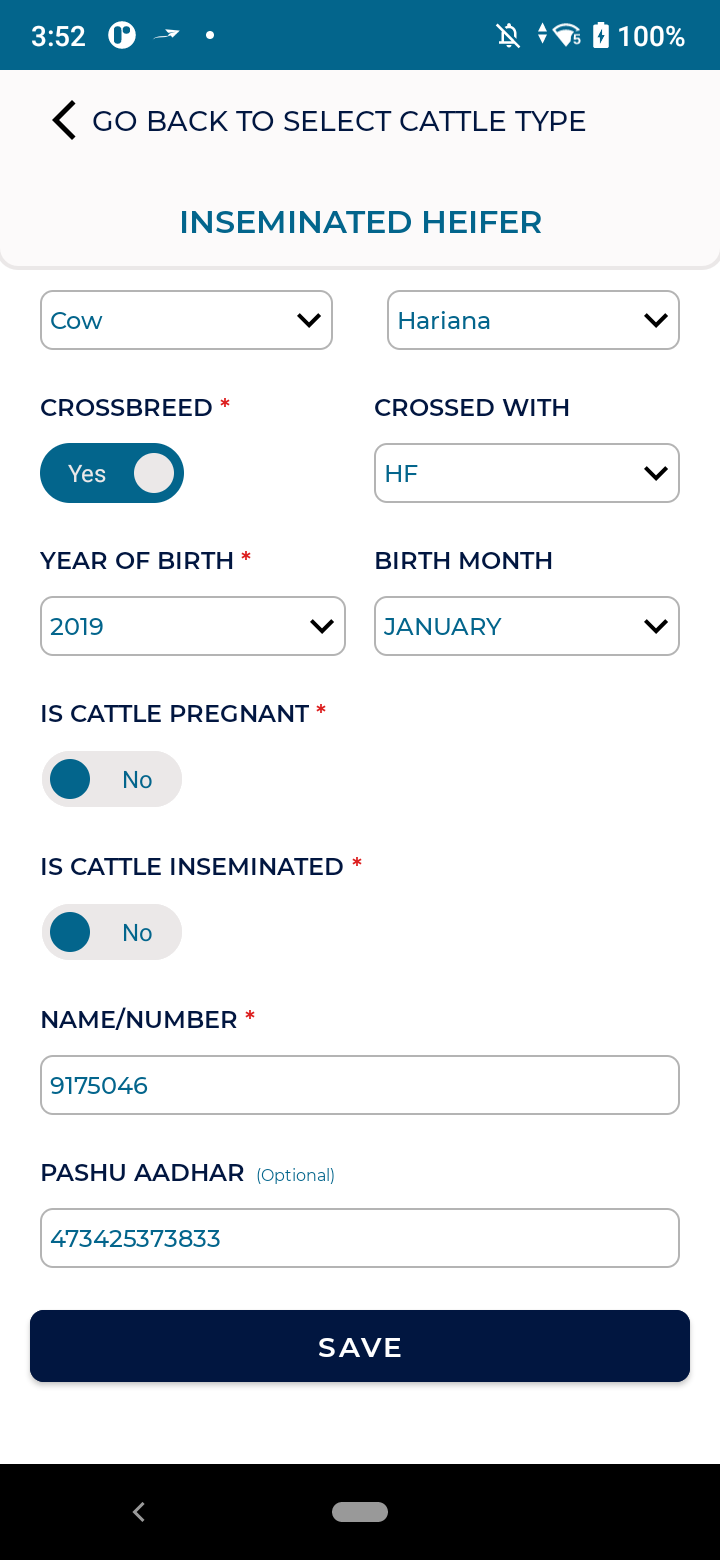 3:52 5 100%
GO BACK TO SELECT CATTLE TYPE
INSEMINATED HEIFER
Cow Hariana
CROSSBREED * CROSSED WITH
Yes HF
YEAR OF BIRTH * BIRTH MONTH
2019 JANUARY
IS CATTLE PREGNANT *
No
IS CATTLE INSEMINATED *
No
NAME/NUMBER *
9175046
PASHU AADHAR (Optional)
473425373833
SAVE